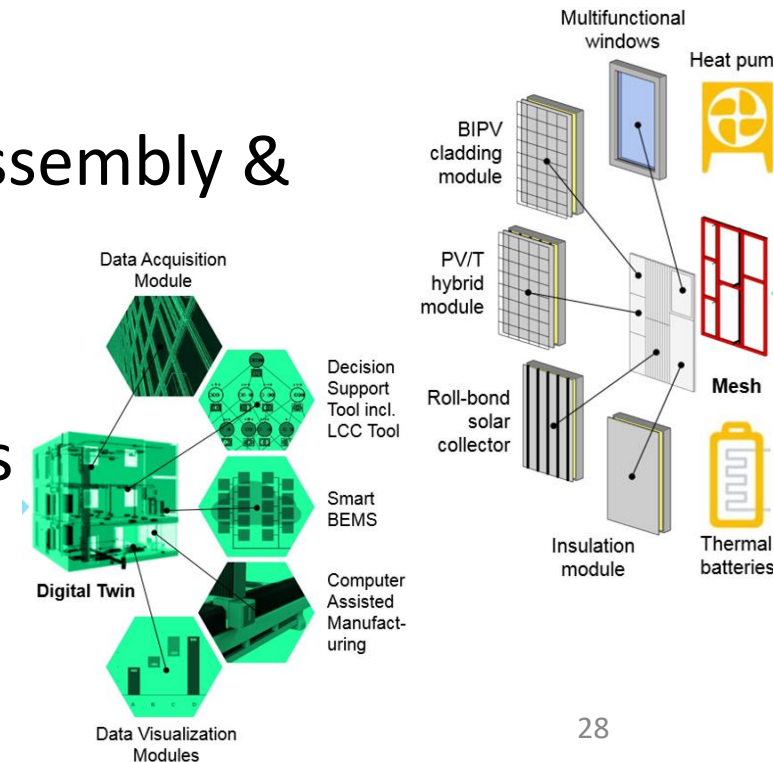 ssembly &
s
Data Acquisition
Module
Decision
Support
Tool incl.
LCC Tool
Smart
BEMS
Computer
Assisted
Manufact-
uring
Digital Twin
Data Visualization
Modules
A B C D
Multifunctional
windows
Heat pum
BIPV
cladding
module
PV/T
hybrid
module
Roll-bond
solar
collector
Mesh
Insulation
module
Thermal
batteries
28